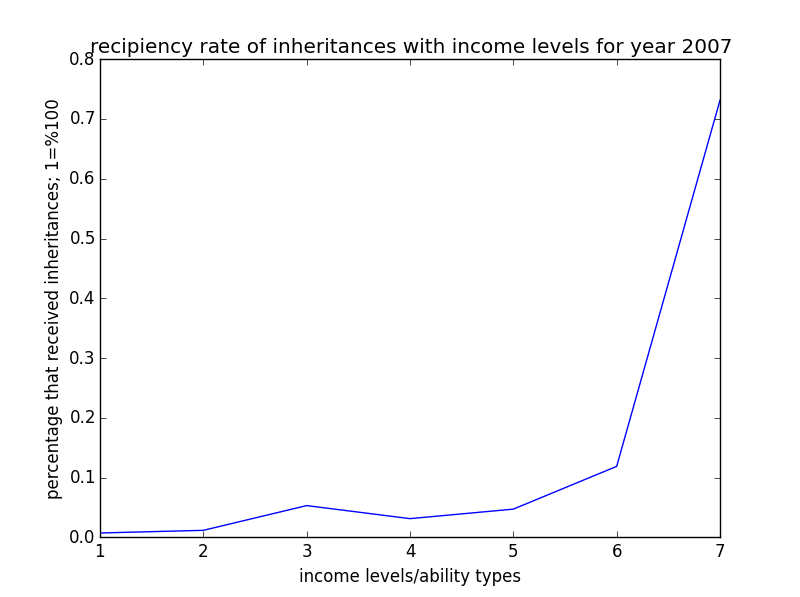 recipiency rate of inheritances with income levels for year 2007
0.8
0.7
0.6
0.5
0.4
0.3
0.2
0.1
0.0
percentage that received inheritances; 1=%100
1 2 3 4 5 6 7
income levels/ability types